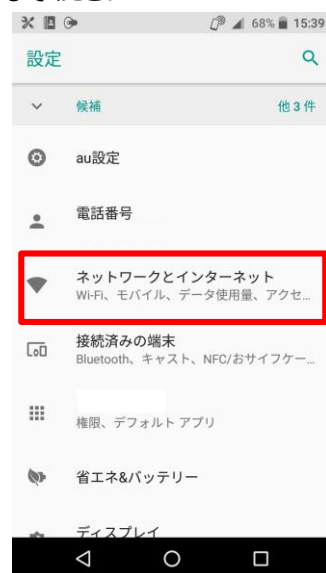 68% 15:39
設定
候補 他 3 件
au設定
電話番号
ネットワークとインターネット
Wi-Fi、モバイル、データ使用量、アクセ...
接続済みの端末
Bluetooth、キャスト、NFC/おサイフケー...
権限、デフォルト アプリ
省エネ&バッテリー
ディスプレイ